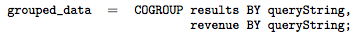 grouped_data = COGROUP results BY queryString,
revenue BY queryString;